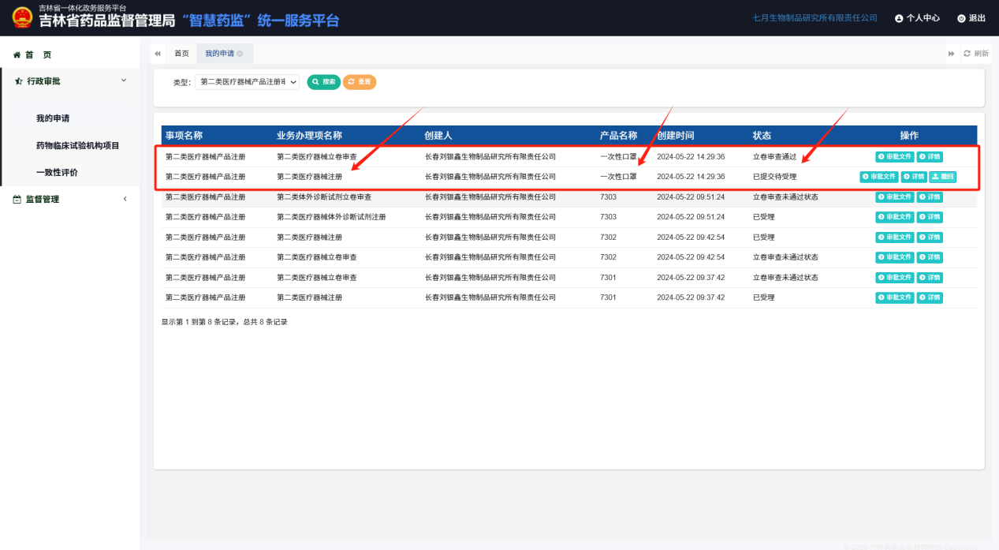 吉林省一体化政务服务平台
吉林省药品监督管理局 “智慧药监” 统一服务平台
七月生物制品研究所有限责任公司 个人中心 退出
首 页
行政审批
我的申请
药物临床试验机构项目
一致性评价
监督管理
首页 我的申请 刷新
类型： 第二类医疗器械产品注册 搜索 重置
事项名称 业务办理项名称 创建人 产品名称 创建时间 状态 操作
第二类医疗器械产品注册 第二类医疗器械立卷审查 长春刘银鑫生物制品研究所有限责任公司 一次性口罩 2024-05-22 14:29:36 立卷审查通过 审批文件 详情
第二类医疗器械产品注册 第二类医疗器械注册 长春刘银鑫生物制品研究所有限责任公司 一次性口罩 2024-05-22 14:29:36 已提交待受理 审批文件 详情 撤回
第二类医疗器械产品注册 第二类体外诊断试剂立卷审查 长春刘银鑫生物制品研究所有限责任公司 7303 2024-05-22 09:51:24 立卷审查未通过状态 审批文件 详情
第二类医疗器械产品注册 第二类医疗器械体外诊断试剂注册 长春刘银鑫生物制品研究所有限责任公司 7303 2024-05-22 09:51:24 已受理 审批文件 详情
第二类医疗器械产品注册 第二类医疗器械注册 长春刘银鑫生物制品研究所有限责任公司 7302 2024-05-22 09:42:54 已受理 审批文件 详情
第二类医疗器械产品注册 第二类医疗器械立卷审查 长春刘银鑫生物制品研究所有限责任公司 7302 2024-05-22 09:42:54 立卷审查未通过状态 审批文件 详情
第二类医疗器械产品注册 第二类医疗器械立卷审查 长春刘银鑫生物制品研究所有限责任公司 7301 2024-05-22 09:37:42 立卷审查未通过状态 审批文件 详情
第二类医疗器械产品注册 第二类医疗器械注册 长春刘银鑫生物制品研究所有限责任公司 7301 2024-05-22 09:37:42 已受理 审批文件 详情
显示第 1 到第 8 条记录，总共 8 条记录